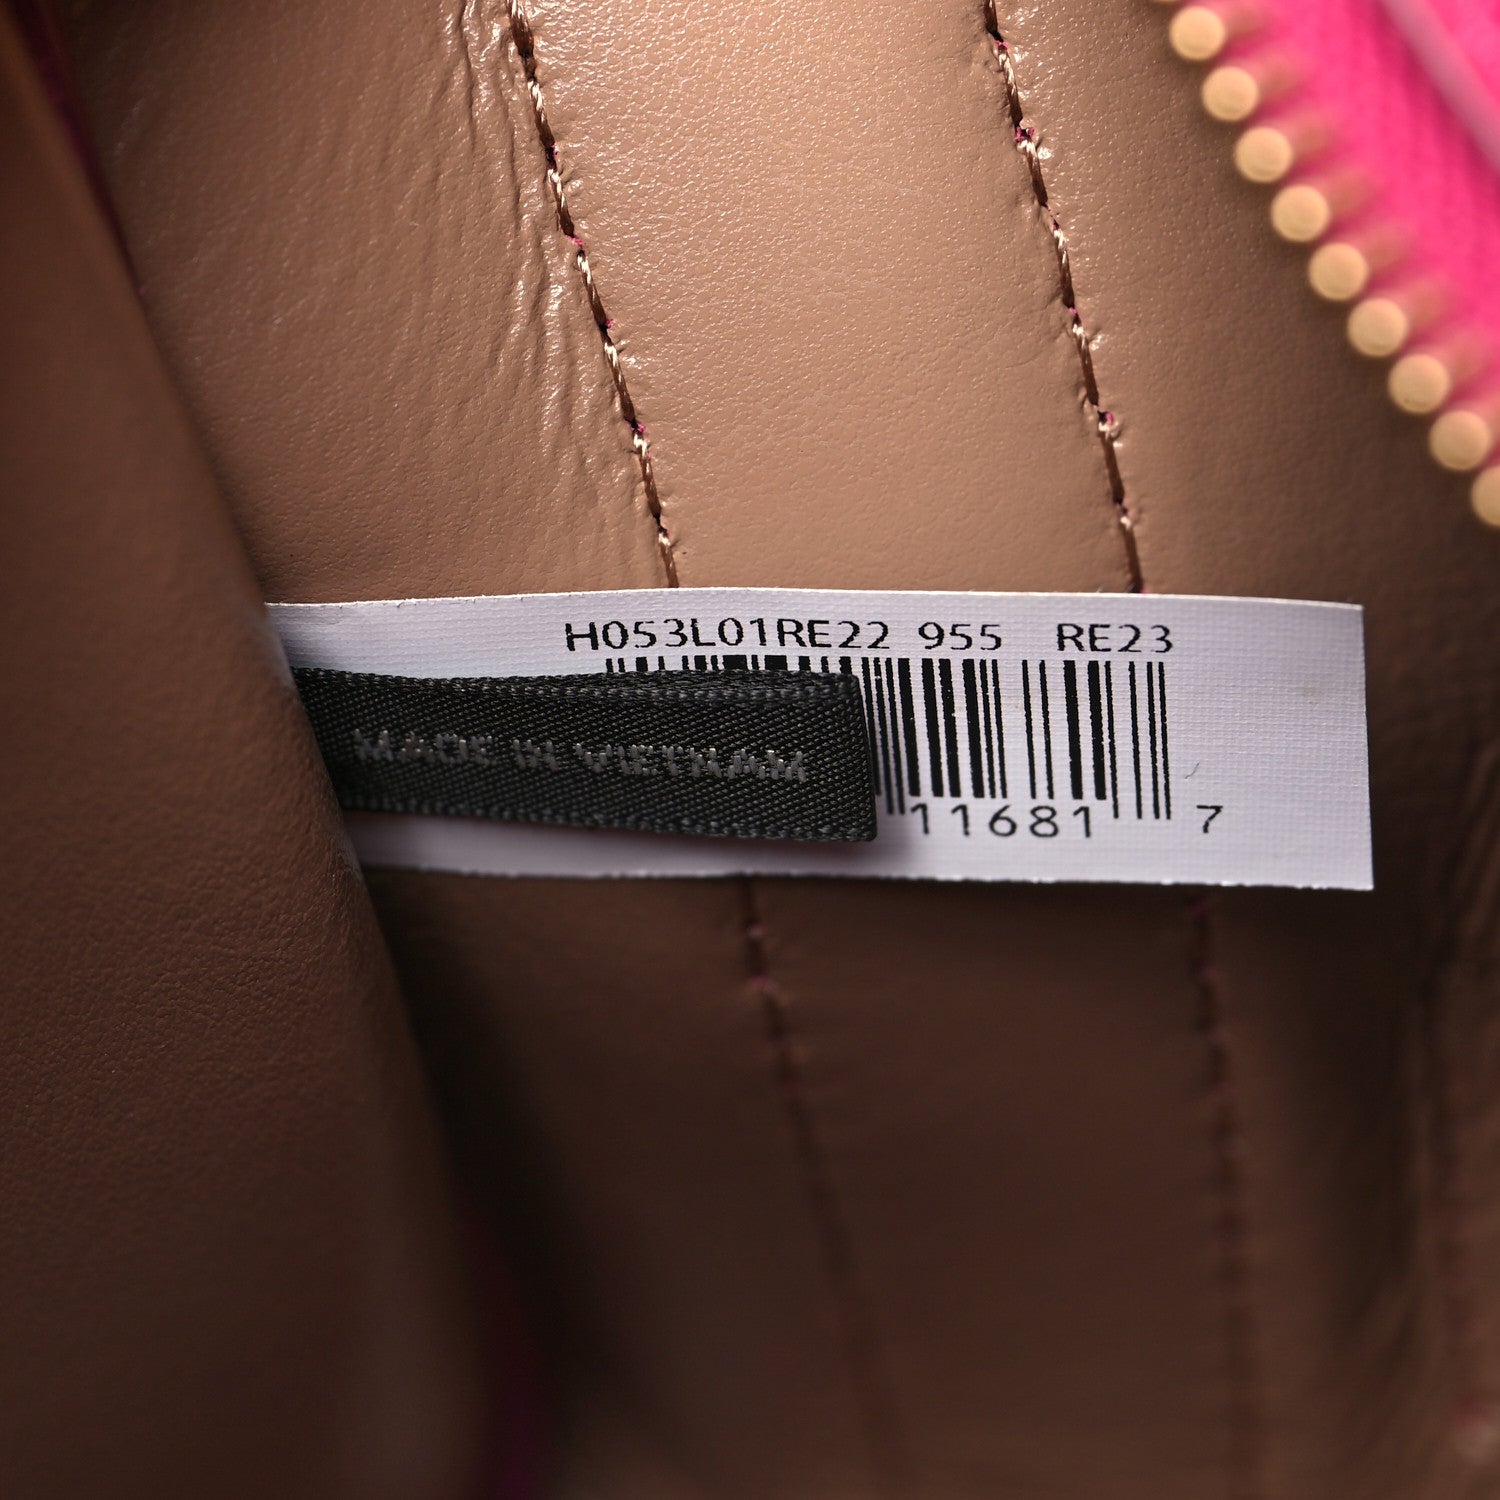 H053L01RE22 955 RE23
MADE IN VIETNAM
11681 7